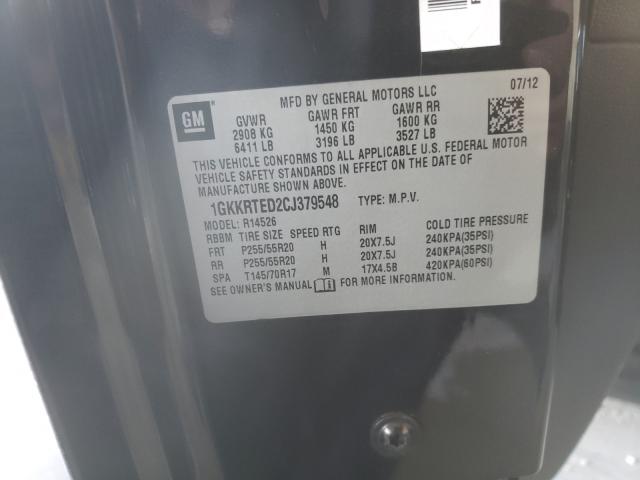 GM
MFD BY GENERAL MOTORS LLC 07/12
GVWR GAWR FRT GAWR RR
2908 KG 1450 KG 1600 KG
6411 LB 3196 LB 3527 LB
THIS VEHICLE CONFORMS TO ALL APPLICABLE U.S. FEDERAL MOTOR
VEHICLE SAFETY STANDARDS IN EFFECT ON THE DATE OF
MANUFACTURE SHOWN ABOVE.
1GKKRTED2CJ379548 TYPE: M.P.V.
MODEL: R14526
RBBM TIRE SIZE SPEED RTG RIM COLD TIRE PRESSURE
FRT P255/55R20 H 20X7.5J 240KPA(35PSI)
RR P255/55R20 H 20X7.5J 240KPA(35PSI)
SPA T145/70R17 M 17X4.5B 420KPA(60PSI)
SEE OWNER'S MANUAL FOR MORE INFORMATION.